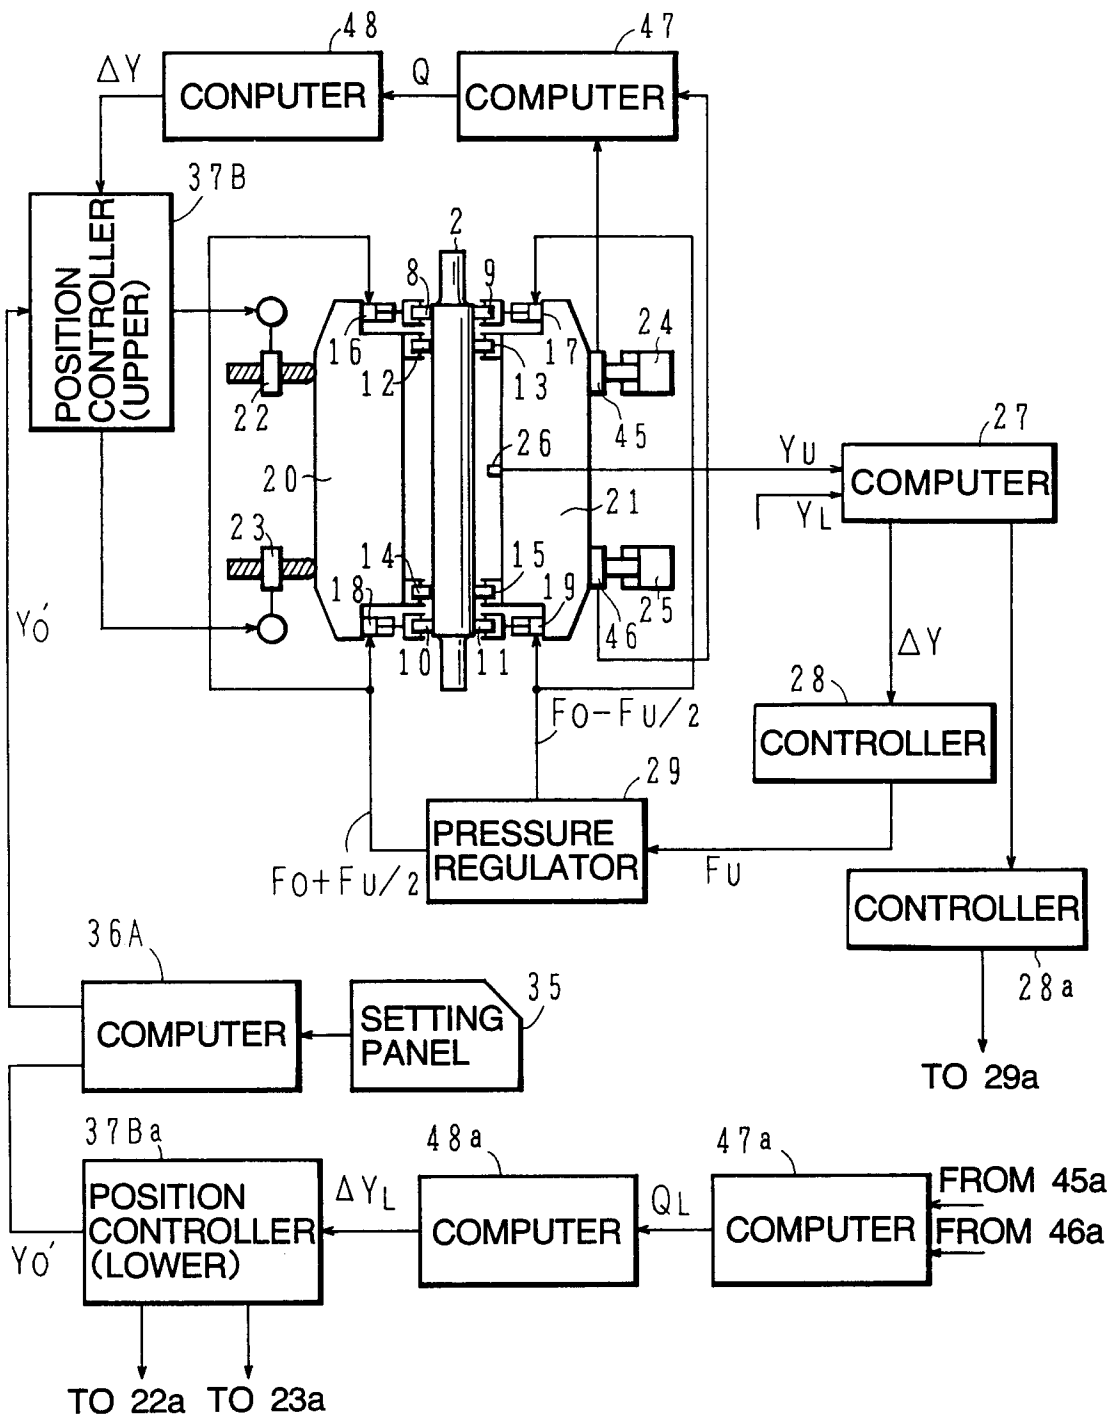 48
47
ΔY
Q
CONPUTER
COMPUTER
37B
POSITION
CONTROLLER
(UPPER)
2
8
9
16
17
24
12
13
22
45
27
26
YU
COMPUTER
20
21
YL
23
14
15
18
19
25
46
YO'
10
11
ΔY
FO-FU/2
28
CONTROLLER
29
PRESSURE
REGULATOR
FU
FO+FU/2
CONTROLLER
36A
35
28a
COMPUTER
SETTING
PANEL
TO 29a
37Ba
48a
47a
POSITION
CONTROLLER
(LOWER)
ΔYL
COMPUTER
QL
COMPUTER
FROM 45a
FROM 46a
YO'
TO 22a
TO 23a